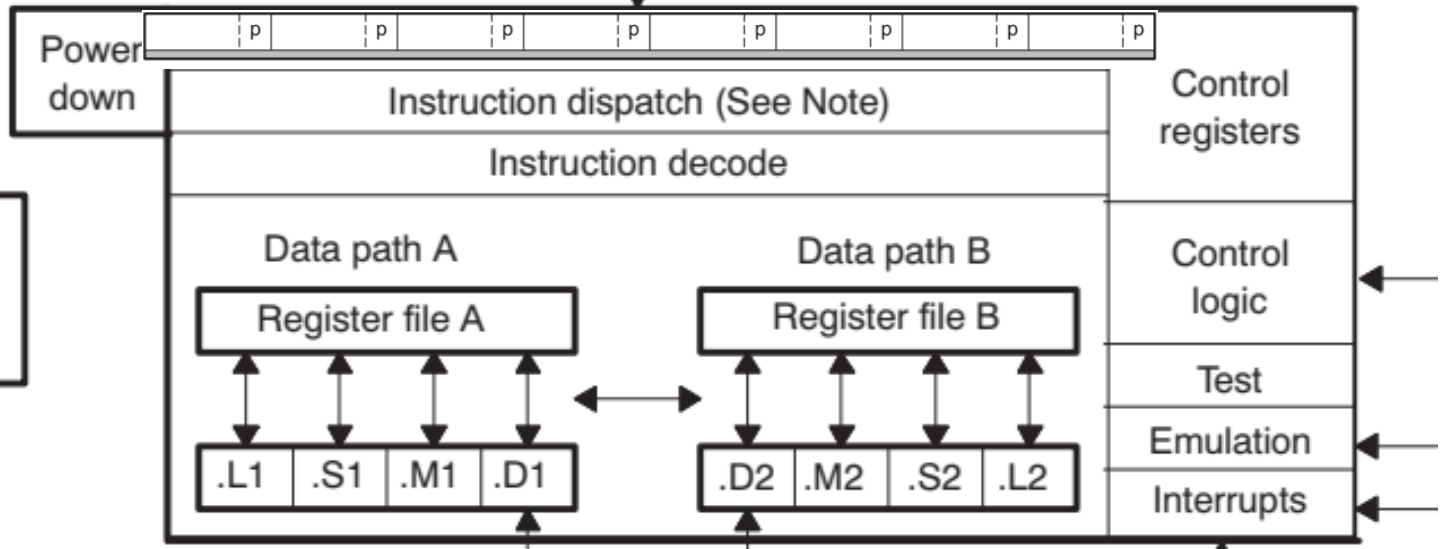 p p p p p p p p
Power
down
Instruction dispatch (See Note)
Instruction decode
Control
registers
Data path A
Data path B
Register file A
Register file B
Control
logic
Test
Emulation
Interrupts
.L1 .S1 .M1 .D1
.D2 .M2 .S2 .L2